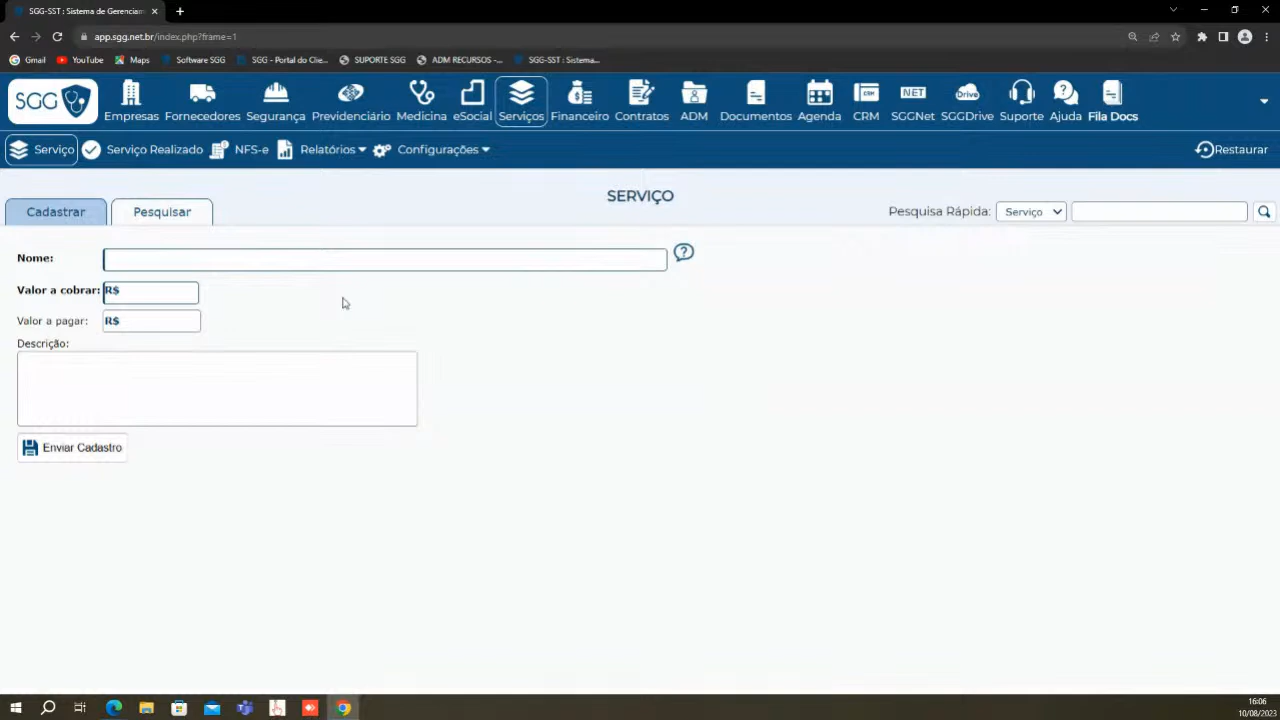 SGG-SST : Sistema de Gerenciam
app.sgg.net.br/index.php?frame=1
Gmail YouTube Maps Software SGG SGG - Portal do Clie... SUPORTE SGG ADM RECURSOS -... SGG-SST : Sistema...
SGG Empresas Fornecedores Segurança Previdenciário Medicina eSocial Serviços Financeiro Contratos ADM Documentos Agenda CRM CRM NET SGGNet Drive SGGDrive Suporte Ajuda Fila Docs
Serviço Serviço Realizado NFS-e Relatórios Configurações Restaurar
SERVIÇO
Cadastrar Pesquisar Pesquisa Rápida: Serviço
Nome: ?
Valor a cobrar: R$
Valor a pagar: R$
Descrição:
Enviar Cadastro
16:06
10/08/2023